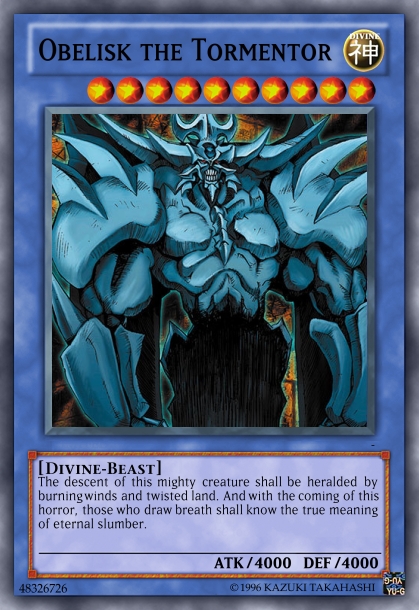 OBELISK THE TORMENTOR
DIVINE
神
[DIVINE-BEAST]
The descent of this mighty creature shall be heralded by
burning winds and twisted land. And with the coming of this
horror, those who draw breath shall know the true meaning
of eternal slumber.
ATK/4000 DEF/4000
48326726
©1996 KAZUKI TAKAHASHI